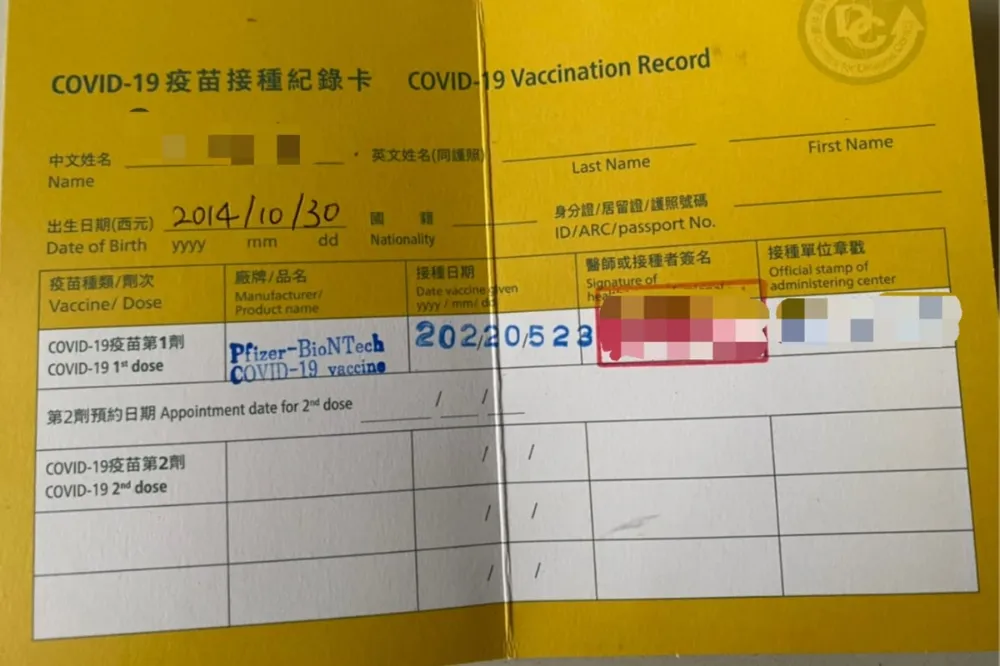 COVID-19 疫苗接種紀錄卡 COVID-19 Vaccination Record
中文姓名
Name
英文姓名(同護照)
Last Name
First Name
出生日期(西元) 2014/10/30
Date of Birth yyyy mm dd
國 籍
Nationality
身分證/居留證/護照號碼
ID/ARC/passport No.
疫苗種類/劑次
Vaccine/ Dose
廠牌/品名
Manufacturer/
Product name
接種日期
Date vaccine given
yyyy / mm/ dd
醫師或接種者簽名
Signature of
接種單位章戳
Official stamp of
administering center
COVID-19疫苗第1劑
COVID-19 1st dose
Pfizer-BioNTech
COVID-19 vaccine
2022/05/23
第2劑預約日期 Appointment date for 2nd dose / /
COVID-19疫苗第2劑
COVID-19 2nd dose
/ /
/ /
/ /